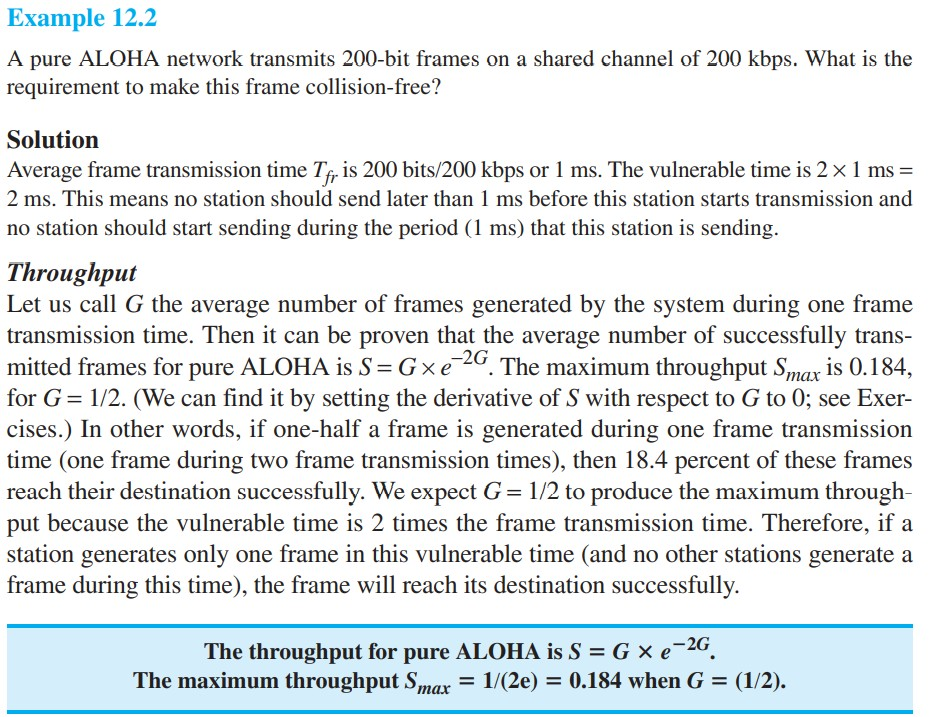 Example 12.2
A pure ALOHA network transmits 200-bit frames on a shared channel of 200 kbps. What is the
requirement to make this frame collision-free?
Solution
Average frame transmission time Tfr is 200 bits/200 kbps or 1 ms. The vulnerable time is 2 × 1 ms =
2 ms. This means no station should send later than 1 ms before this station starts transmission and
no station should start sending during the period (1 ms) that this station is sending.
Throughput
Let us call G the average number of frames generated by the system during one frame
transmission time. Then it can be proven that the average number of successfully trans-
mitted frames for pure ALOHA is S = G × e⁻²ᴳ. The maximum throughput Smax is 0.184,
for G = 1/2. (We can find it by setting the derivative of S with respect to G to 0; see Exer-
cises.) In other words, if one-half a frame is generated during one frame transmission
time (one frame during two frame transmission times), then 18.4 percent of these frames
reach their destination successfully. We expect G = 1/2 to produce the maximum through-
put because the vulnerable time is 2 times the frame transmission time. Therefore, if a
station generates only one frame in this vulnerable time (and no other stations generate a
frame during this time), the frame will reach its destination successfully.
The throughput for pure ALOHA is S = G × e⁻²ᴳ.
The maximum throughput Smax = 1/(2e) = 0.184 when G = (1/2).